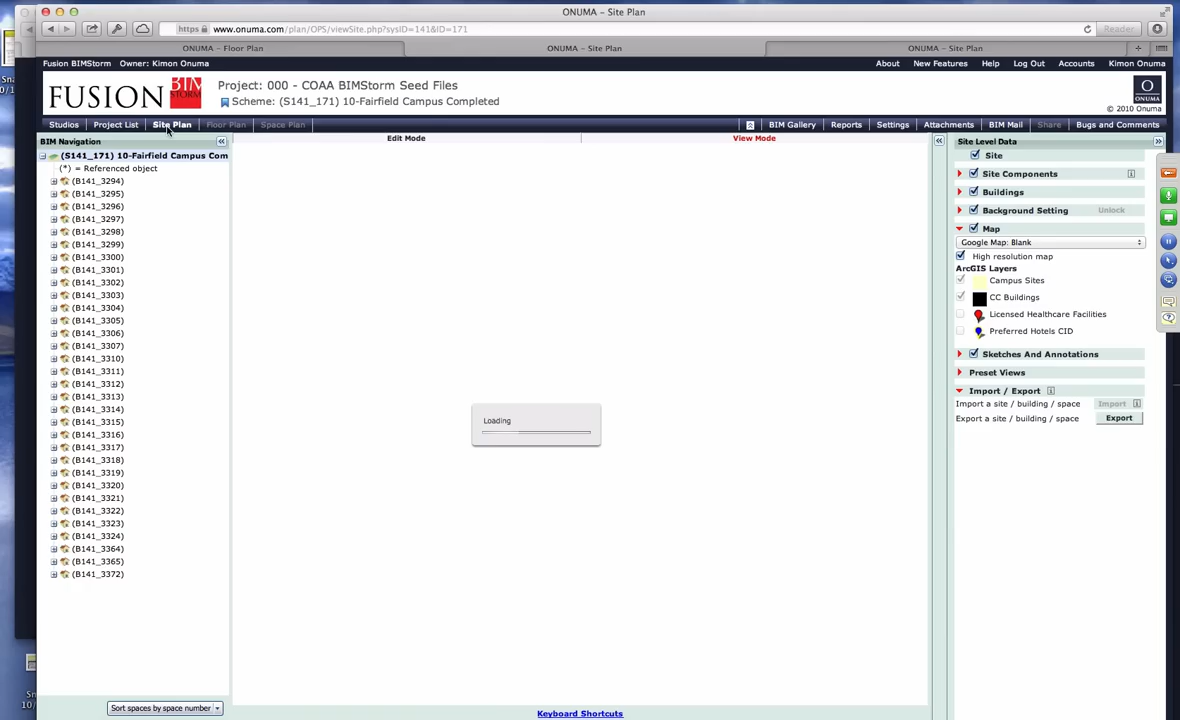 ONUMA - Site Plan
https www.onuma.com/plan/OPS/viewSite.php?sysID=141&ID=171
Reader
ONUMA - Floor Plan
ONUMA - Site Plan
ONUMA - Site Plan
Fusion BIMStorm Owner: Kimon Onuma
About New Features Help Log Out Accounts Kimon Onuma
FUSION BIM STORM
Project: 000 - COAA BIMStorm Seed Files
Scheme: (S141_171) 10-Fairfield Campus Completed
ONUMA
© 2010 Onuma
Studios Project List Site Plan Floor Plan Space Plan
BIM Gallery Reports Settings Attachments BIM Mail Share Bugs and Comments
BIM Navigation
Edit Mode
View Mode
(S141_171) 10-Fairfield Campus Com
(*) = Referenced object
(B141_3294)
(B141_3295)
(B141_3296)
(B141_3297)
(B141_3298)
(B141_3299)
(B141_3300)
(B141_3301)
(B141_3302)
(B141_3303)
(B141_3304)
(B141_3305)
(B141_3306)
(B141_3307)
(B141_3310)
(B141_3311)
(B141_3312)
(B141_3313)
(B141_3314)
(B141_3315)
(B141_3316)
(B141_3317)
(B141_3318)
(B141_3319)
(B141_3320)
(B141_3321)
(B141_3322)
(B141_3323)
(B141_3324)
(B141_3364)
(B141_3365)
(B141_3372)
Sort spaces by space number
Loading
Keyboard Shortcuts
Site Level Data
Site
Site Components
Buildings
Background Setting Unlock
Map
Google Map: Blank
High resolution map
ArcGIS Layers
Campus Sites
CC Buildings
Licensed Healthcare Facilities
Preferred Hotels CID
Sketches And Annotations
Preset Views
Import / Export
Import a site / building / space Import
Export a site / building / space Export